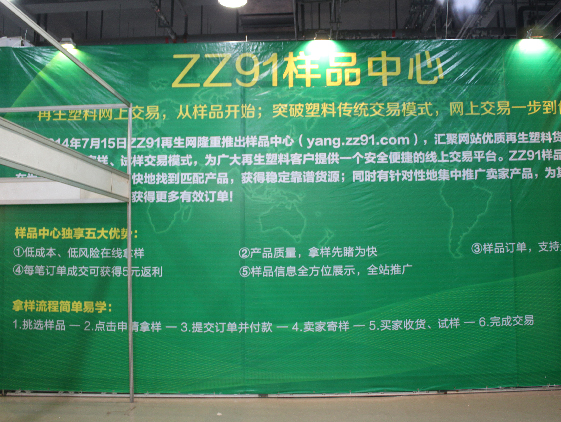 ZZ91样品中心
再生塑料网上交易，从样品开始；突破塑料传统交易模式，网上交易一步到
14年7月15日ZZ91再生网隆重推出样品中心（yang.zz91.com），汇聚网站优质再生塑料货
样、试样交易模式，为广大再生塑料客户提供一个安全便捷的线上交易平台。ZZ91样品
快地找到匹配产品，获得稳定靠谱货源；同时有针对性地集中推广卖家产品，为
获得更多有效订单！
样品中心独享五大优势：
①低成本、低风险在线拿样 ②产品质量，拿样先睹为快 ③样品订单，支持
④每笔订单成交可获得5元返利 ⑤样品信息全方位展示，全站推广
拿样流程简单易学：
1.挑选样品 — 2.点击申请拿样 — 3.提交订单并付款 — 4.卖家寄样 — 5.买家收货、试样 — 6.完成交易